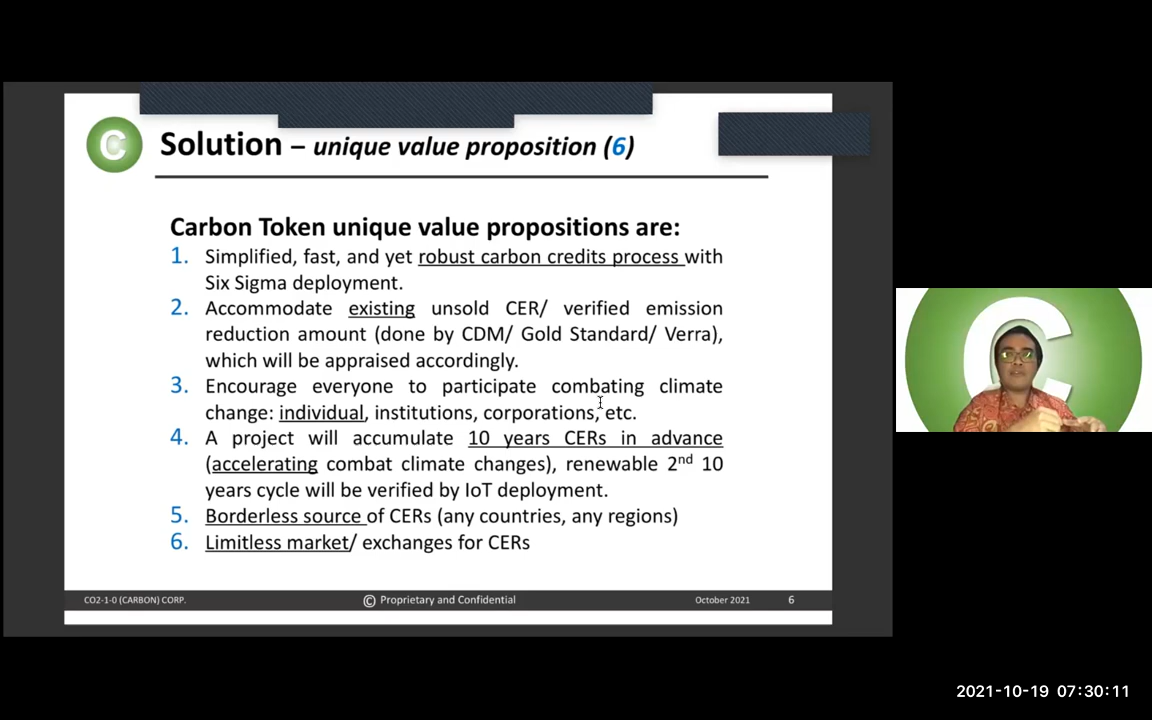 C
Solution – unique value proposition (6)
Carbon Token unique value propositions are:
1. Simplified, fast, and yet robust carbon credits process with
Six Sigma deployment.
2. Accommodate existing unsold CER/ verified emission
reduction amount (done by CDM/ Gold Standard/ Verra),
which will be appraised accordingly.
3. Encourage everyone to participate combating climate
change: individual, institutions, corporations, etc.
4. A project will accumulate 10 years CERs in advance
(accelerating combat climate changes), renewable 2nd 10
years cycle will be verified by IoT deployment.
5. Borderless source of CERs (any countries, any regions)
6. Limitless market/ exchanges for CERs
CO2-1-0 (CARBON) CORP. © Proprietary and Confidential October 2021 6
C
2021-10-19 07:30:11